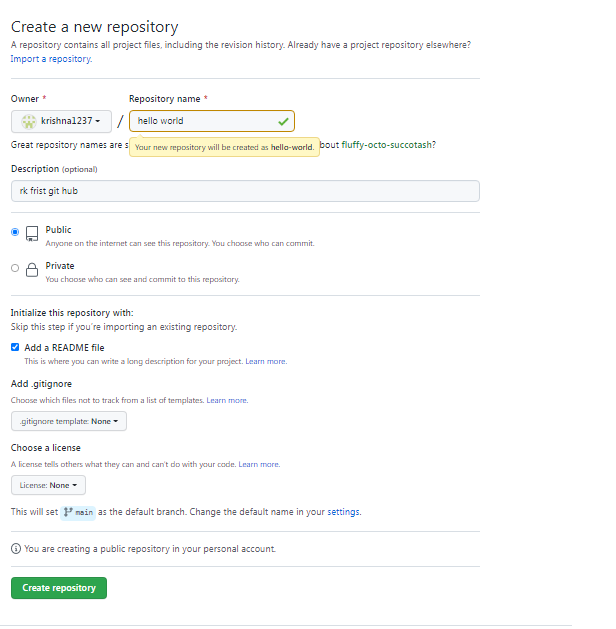 Create a new repository
A repository contains all project files, including the revision history. Already have a project repository elsewhere?
Import a repository.
Owner * Repository name *
krishna1237 / hello world
Great repository names are s bout fluffy-octo-succotash?
Your new repository will be created as hello-world.
Description (optional)
rk frist git hub
Public
Anyone on the internet can see this repository. You choose who can commit.
Private
You choose who can see and commit to this repository.
Initialize this repository with:
Skip this step if you're importing an existing repository.
Add a README file
This is where you can write a long description for your project. Learn more.
Add .gitignore
Choose which files not to track from a list of templates. Learn more.
.gitignore template: None
Choose a license
A license tells others what they can and can't do with your code. Learn more.
License: None
This will set main as the default branch. Change the default name in your settings.
You are creating a public repository in your personal account.
Create repository